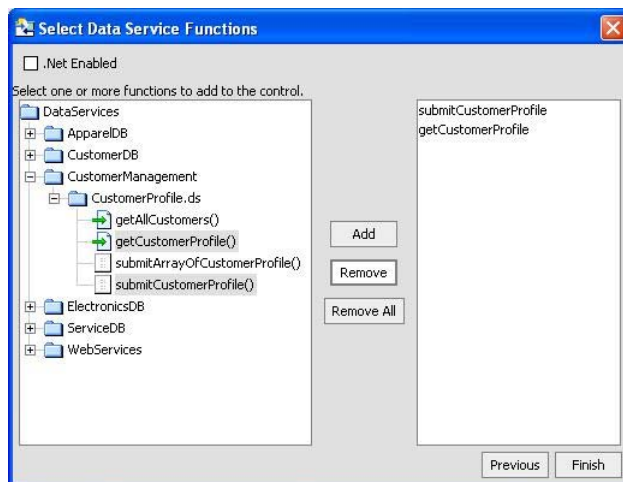 Select Data Service Functions
.Net Enabled
Select one or more functions to add to the control.
DataServices
ApparelDB
CustomerDB
CustomerManagement
CustomerProfile.ds
getAllCustomers()
getCustomerProfile()
submitArrayOfCustomerProfile()
submitCustomerProfile()
ElectronicsDB
ServiceDB
WebServices
Add
Remove
Remove All
submitCustomerProfile
getCustomerProfile
Previous
Finish